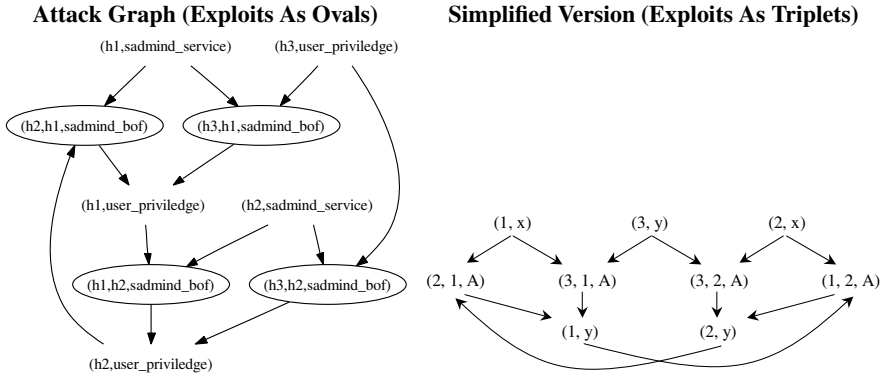 Attack Graph (Exploits As Ovals)
(h1,sadmind_service) (h3,user_priviledge)
(h2,h1,sadmind_bof) (h3,h1,sadmind_bof)
(h1,user_priviledge) (h2,sadmind_service)
(h1,h2,sadmind_bof) (h3,h2,sadmind_bof)
(h2,user_priviledge)
Simplified Version (Exploits As Triplets)
(1, x) (3, y) (2, x)
(2, 1, A) (3, 1, A) (3, 2, A) (1, 2, A)
(1, y) (2, y)